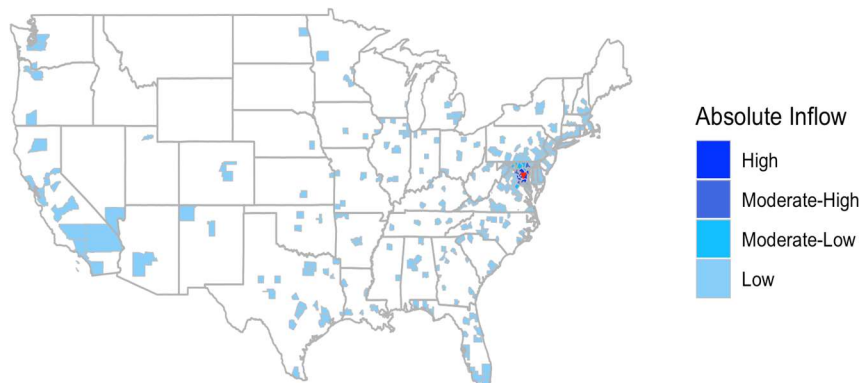 Absolute Inflow
High
Moderate-High
Moderate-Low
Low